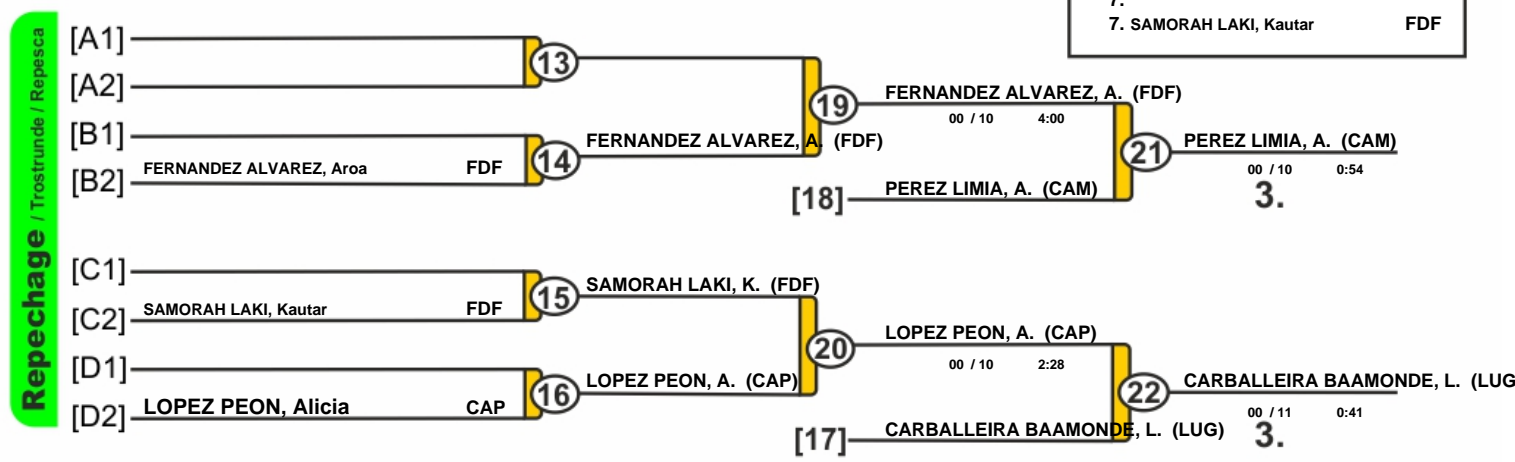 7.
7. SAMORAH LAKI, Kautar FDF
Repechage / Trostrunde / Repesca
[A1]
13
[A2]
19
FERNANDEZ ALVAREZ, A. (FDF)
00 / 10 4:00
[B1]
FERNANDEZ ALVAREZ, A. (FDF)
14
[B2] FERNANDEZ ALVAREZ, Aroa FDF
21
PEREZ LIMIA, A. (CAM)
00 / 10 0:54
3.
[18] PEREZ LIMIA, A. (CAM)
[C1]
SAMORAH LAKI, K. (FDF)
15
[C2] SAMORAH LAKI, Kautar FDF
20
LOPEZ PEON, A. (CAP)
00 / 10 2:28
[D1]
LOPEZ PEON, A. (CAP)
16
[D2] LOPEZ PEON, Alicia CAP
22
CARBALLEIRA BAAMONDE, L. (LUG
00 / 11 0:41
3.
[17] CARBALLEIRA BAAMONDE, L. (LUG)